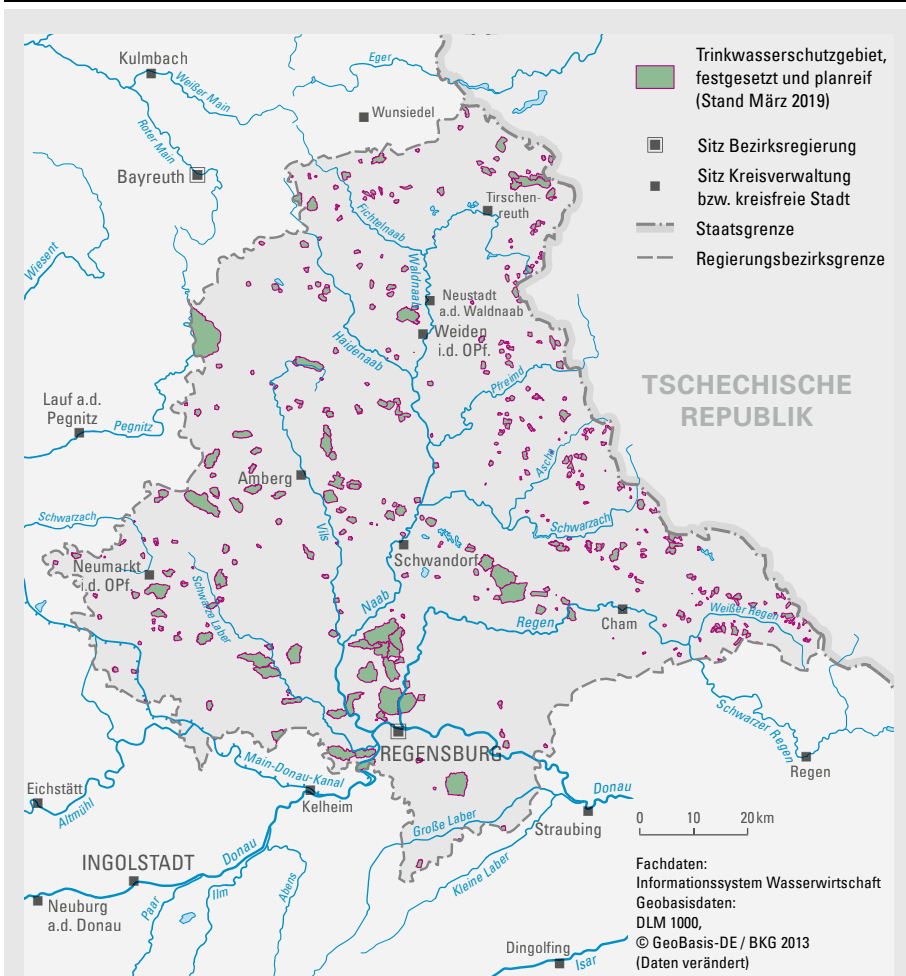 Kulmbach
Weißer Main
Eger
Wunsiedel
Roter Main
Bayreuth
Wiesent
Tirschen-
reuth
Fichtelnaab
Waldnaab
Neustadt
a.d. Waldnaab
Weiden
i.d. OPf.
Haidenaab
Pfreimd
Lauf a.d.
Pegnitz
Pegnitz
Amberg
Ascha
Schwarzach
Schwarzach
Vils
Neumarkt
i.d. OPf.
Schwandorf
Schwarze Laber
Naab
Regen
Cham
Weißer Regen
Schwarzer Regen
Regen
REGENSBURG
Main-Donau-Kanal
Eichstätt
Altmühl
Kelheim
Donau
Straubing
Große Laber
Kleine Laber
INGOLSTADT
Donau
Neuburg
a.d. Donau
Paar
Ilm
Abens
Dingolfing
Isar
TSCHECHISCHE
REPUBLIK
Trinkwasserschutzgebiet,
festgesetzt und planreif
(Stand März 2019)
Sitz Bezirksregierung
Sitz Kreisverwaltung
bzw. kreisfreie Stadt
Staatsgrenze
Regierungsbezirksgrenze
0 10 20 km
Fachdaten:
Informationssystem Wasserwirtschaft
Geobasisdaten:
DLM 1000,
© GeoBasis-DE / BKG 2013
(Daten verändert)